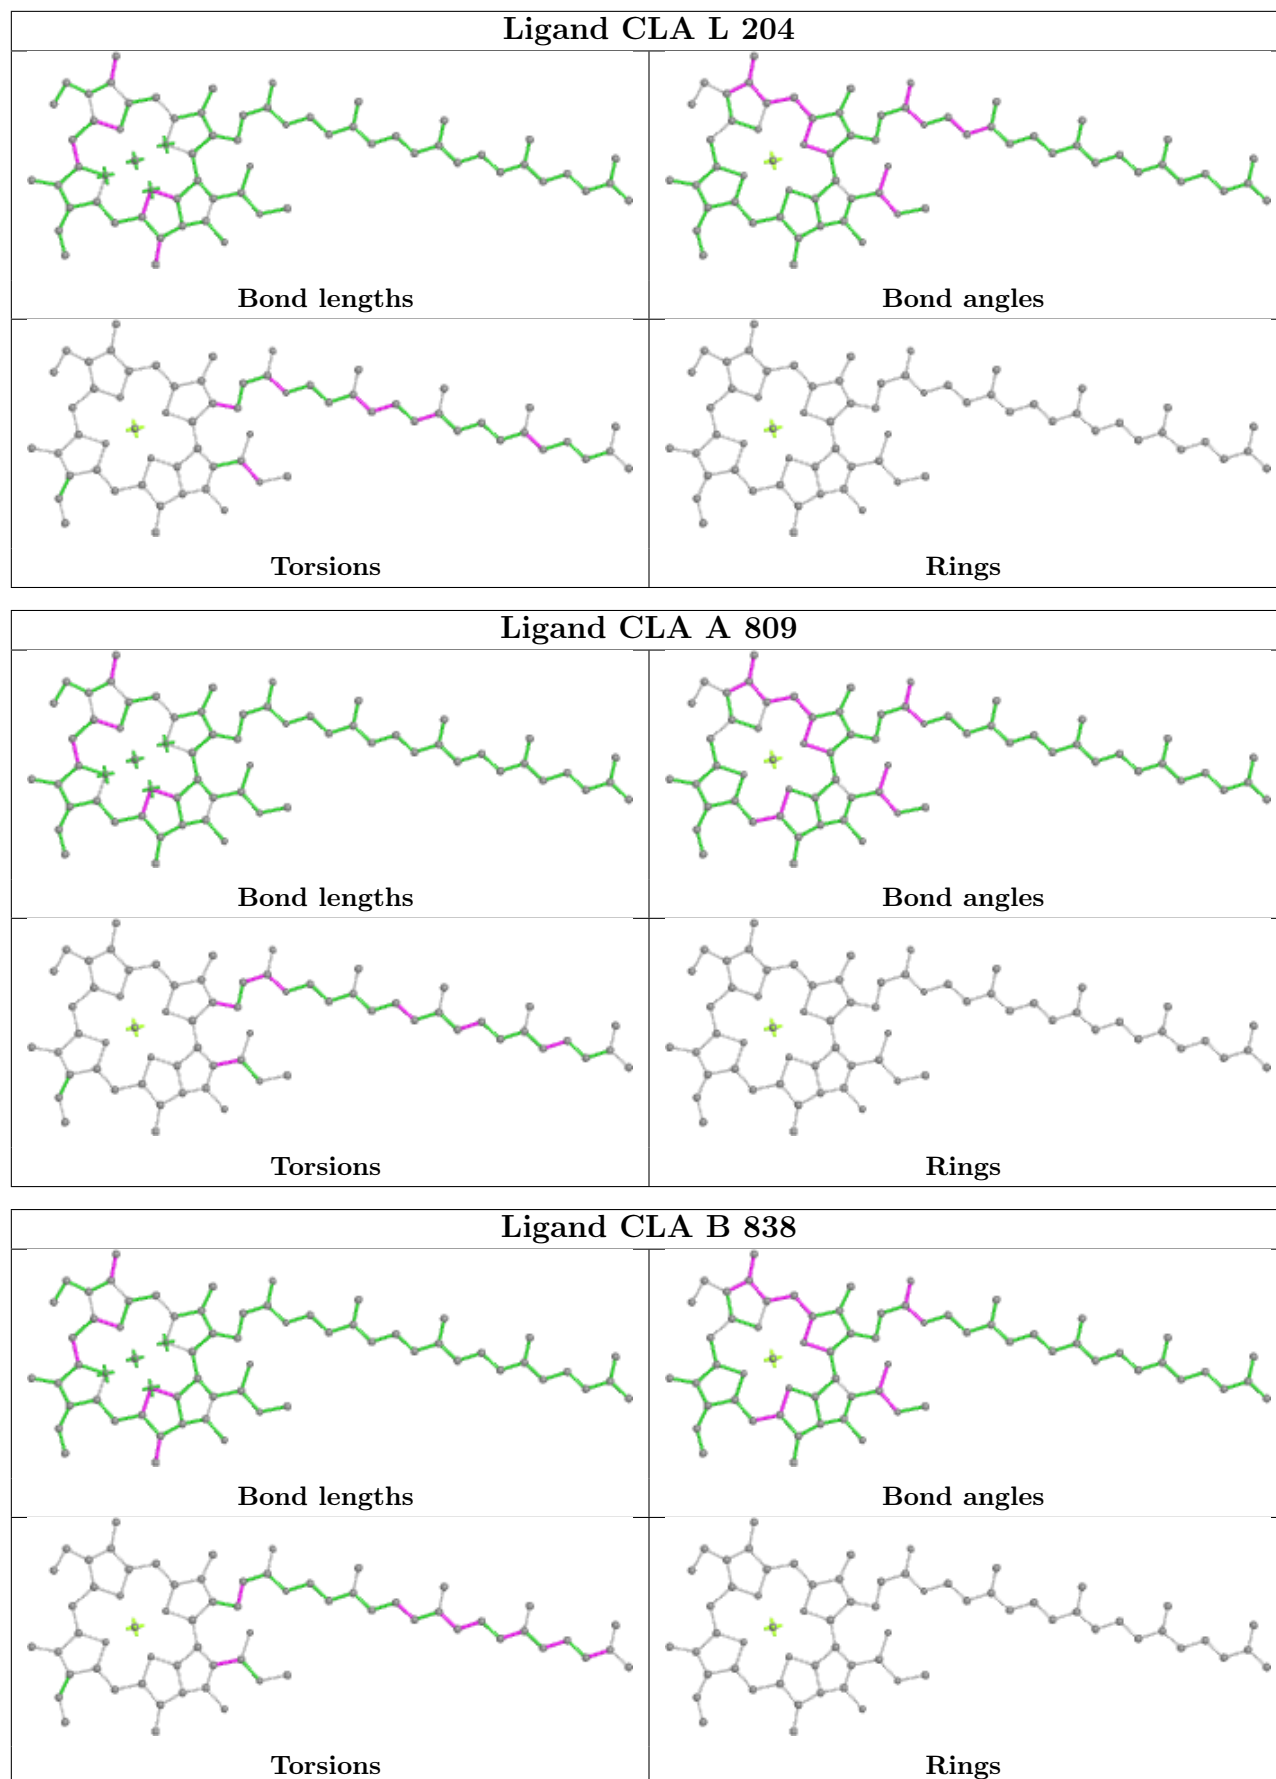 Ligand CLA L 204
Bond lengths
Bond angles
Torsions
Rings
Ligand CLA A 809
Bond lengths
Bond angles
Torsions
Rings
Ligand CLA B 838
Bond lengths
Bond angles
Torsions
Rings